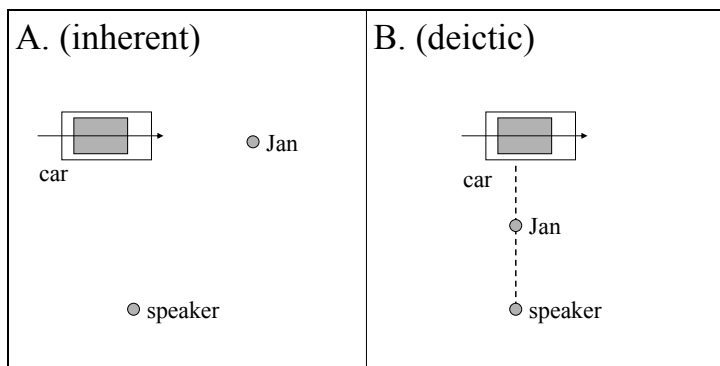 A. (inherent)
Jan
car
speaker
B. (deictic)
car
Jan
speaker